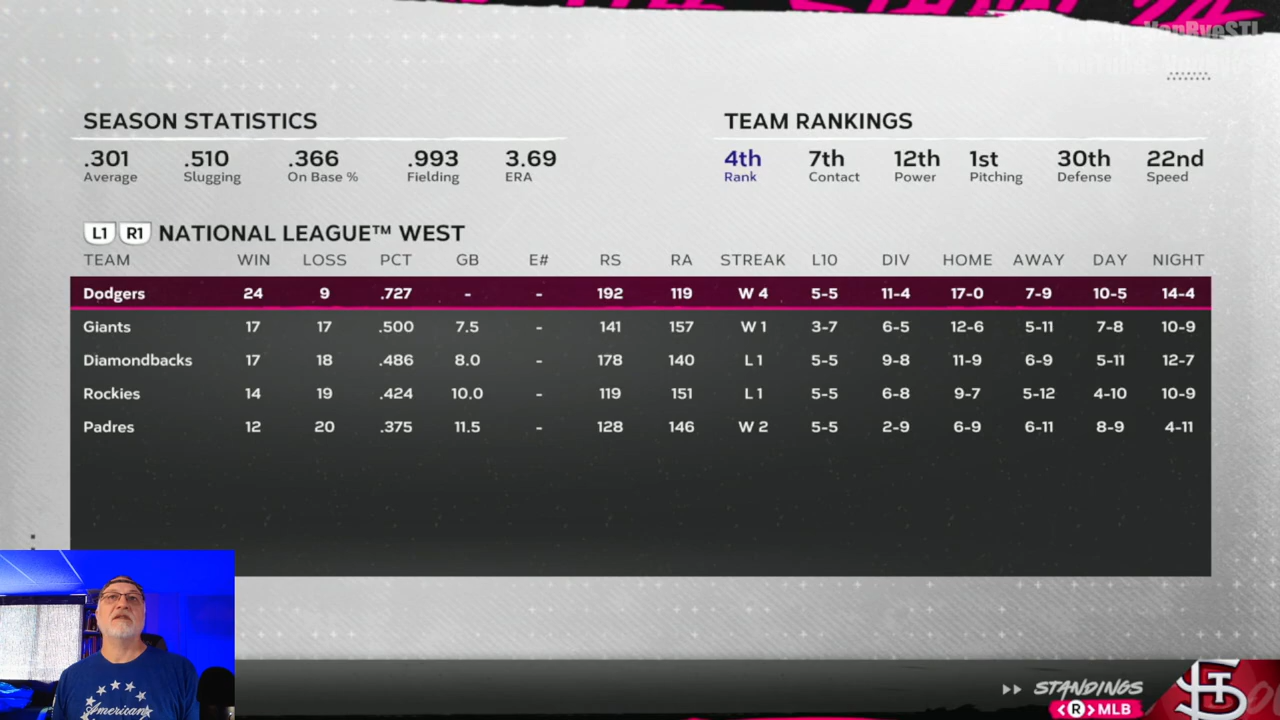 SEASON STATISTICS
.301 .510 .366 .993 3.69
Average Slugging On Base % Fielding ERA
TEAM RANKINGS
4th 7th 12th 1st 30th 22nd
Rank Contact Power Pitching Defense Speed
L1 R1 NATIONAL LEAGUE™ WEST
TEAM WIN LOSS PCT GB E# RS RA STREAK L10 DIV HOME AWAY DAY NIGHT
Dodgers 24 9 .727 - - 192 119 W 4 5-5 11-4 17-0 7-9 10-5 14-4
Giants 17 17 .500 7.5 - 141 157 W 1 3-7 6-5 12-6 5-11 7-8 10-9
Diamondbacks 17 18 .486 8.0 - 178 140 L 1 5-5 9-8 11-9 6-9 5-11 12-7
Rockies 14 19 .424 10.0 - 119 151 L 1 5-5 6-8 9-7 5-12 4-10 10-9
Padres 12 20 .375 11.5 - 128 146 W 2 5-5 2-9 6-9 6-11 8-9 4-11
American
STANDINGS
R MLB
STL